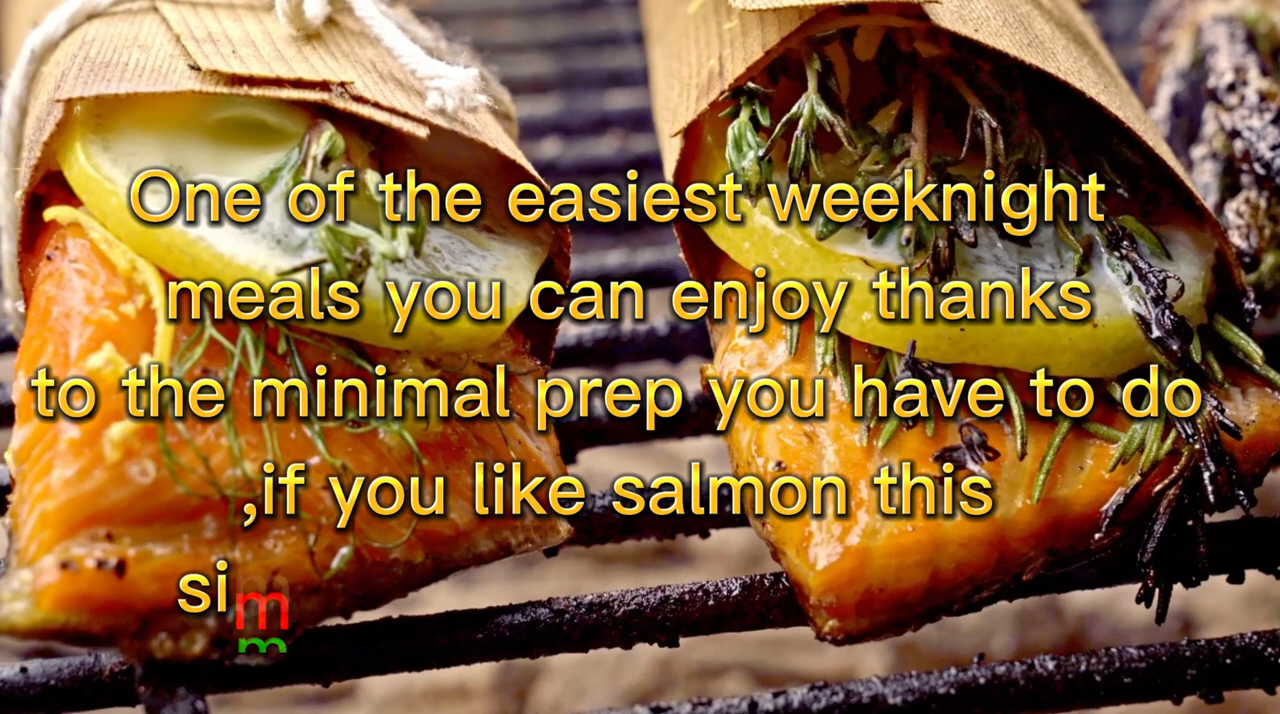 One of the easiest weeknight
meals you can enjoy thanks
to the minimal prep you have to do
,if you like salmon this
sim